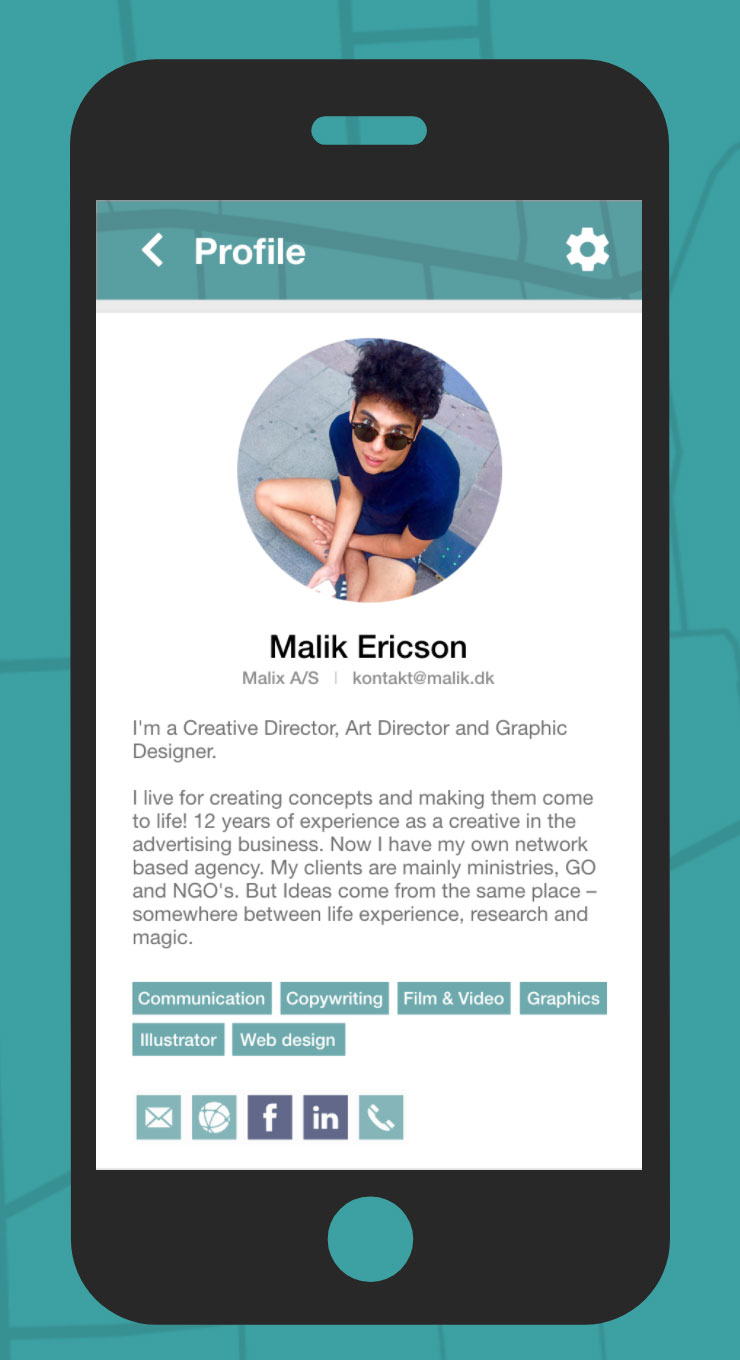 Profile
Malik Ericson
Malix A/S | kontakt@malik.dk
I'm a Creative Director, Art Director and Graphic
Designer.
I live for creating concepts and making them come
to life! 12 years of experience as a creative in the
advertising business. Now I have my own network
based agency. My clients are mainly ministries, GO
and NGO's. But Ideas come from the same place –
somewhere between life experience, research and
magic.
Communication Copywriting Film & Video Graphics
Illustrator Web design
f in